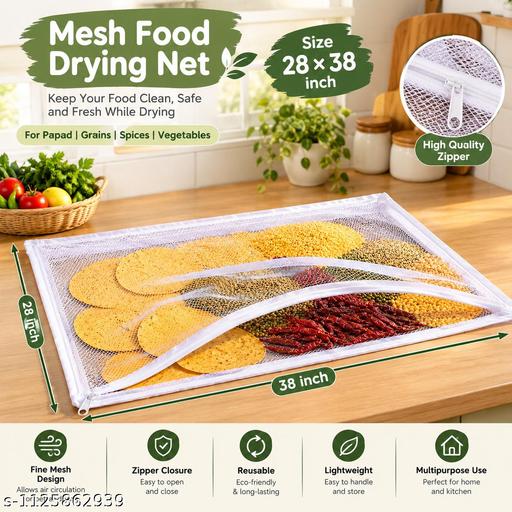 Mesh Food
Drying Net
Keep Your Food Clean, Safe
and Fresh While Drying
For Papad | Grains | Spices | Vegetables
Size
28 × 38
inch
High Quality
Zipper
28 inch
38 inch
Fine Mesh
Design
Allows air circulation
Zipper Closure
Easy to open
and close
Reusable
Eco-friendly
& long-lasting
Lightweight
Easy to handle
and store
Multipurpose Use
Perfect for home
and kitchen
s-1125862939